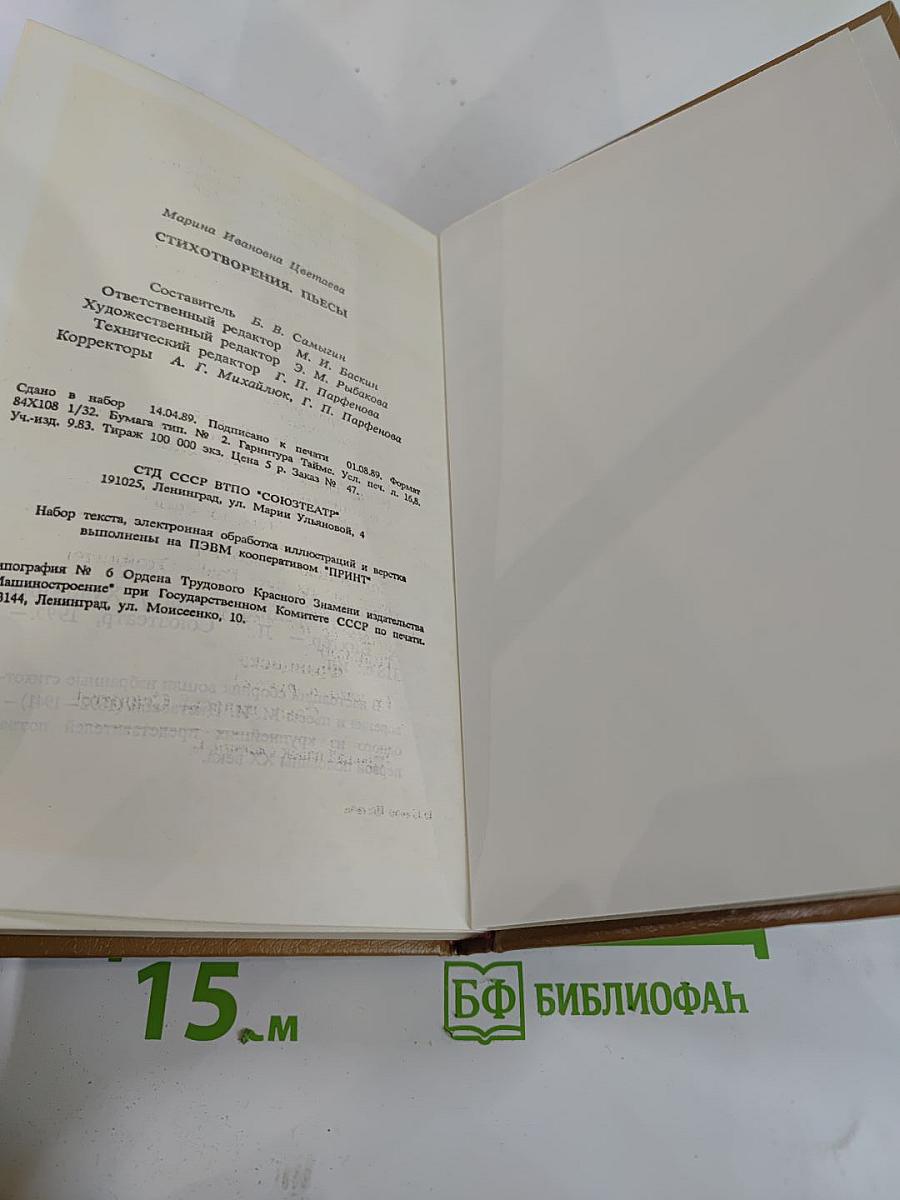 Марина Ивановна Цветаева
СТИХОТВОРЕНИЯ. ПЬЕСЫ
Составитель Б. В. Самыгин
Ответственный редактор М. И. Баскин
Художественный редактор Э. М. Рыбакова
Технический редактор Г. П. Парфенова
Корректоры А. Г. Михайлюк, Г. П. Парфенова
Сдано в набор 14.04.89. Подписано к печати 01.08.89. Формат
84X108 1/32. Бумага тип. № 2. Гарнитура Таймс. Усл. печ. л. 16,8.
Уч.-изд. 9.83. Тираж 100 000 экз. Цена 5 р. Заказ № 47.
СТД СССР ВТПО "СОЮЗТЕАТР"
191025, Ленинград, ул. Марии Ульяновой, 4
Набор текста, электронная обработка иллюстраций и верстка
выполнены на ПЭВМ кооперативом "ПРИНТ"
ипография № 6 Ордена Трудового Красного Знамени издательства
Машиностроение" при Государственном Комитете СССР по печати.
3144, Ленинград, ул. Моисеенко, 10.
15 см
БФ БИБЛИОФАН